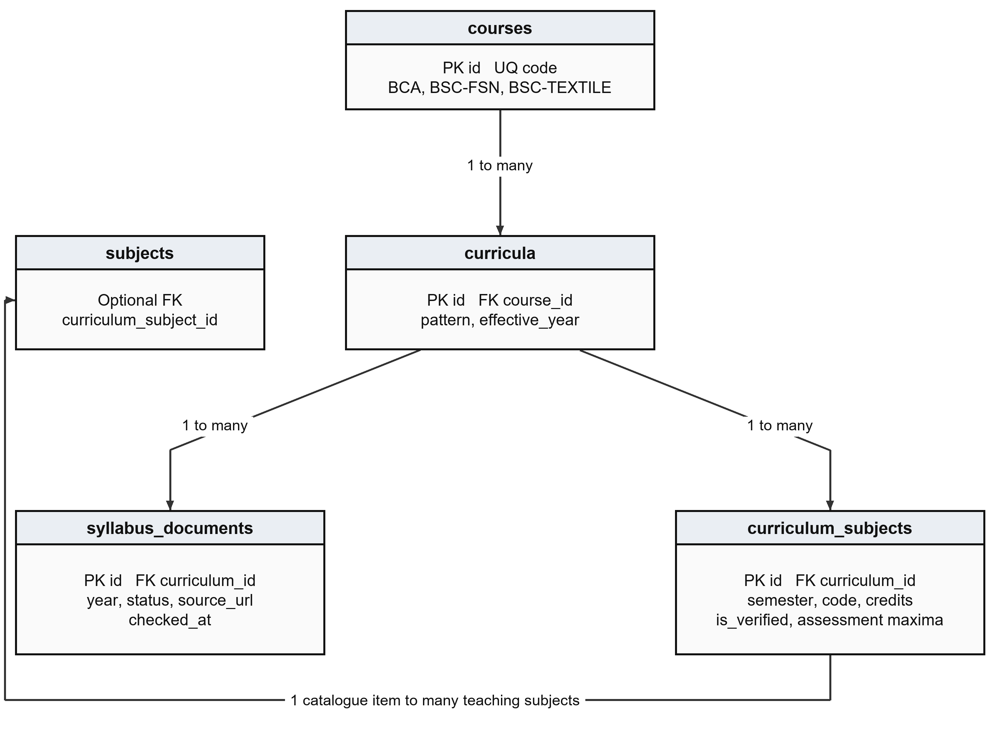 courses
PK id   UQ code
BCA, BSC-FSN, BSC-TEXTILE
1 to many
subjects
Optional FK
curriculum_subject_id
curricula
PK id   FK course_id
pattern, effective_year
1 to many
1 to many
syllabus_documents
PK id   FK curriculum_id
year, status, source_url
checked_at
curriculum_subjects
PK id   FK curriculum_id
semester, code, credits
is_verified, assessment maxima
1 catalogue item to many teaching subjects